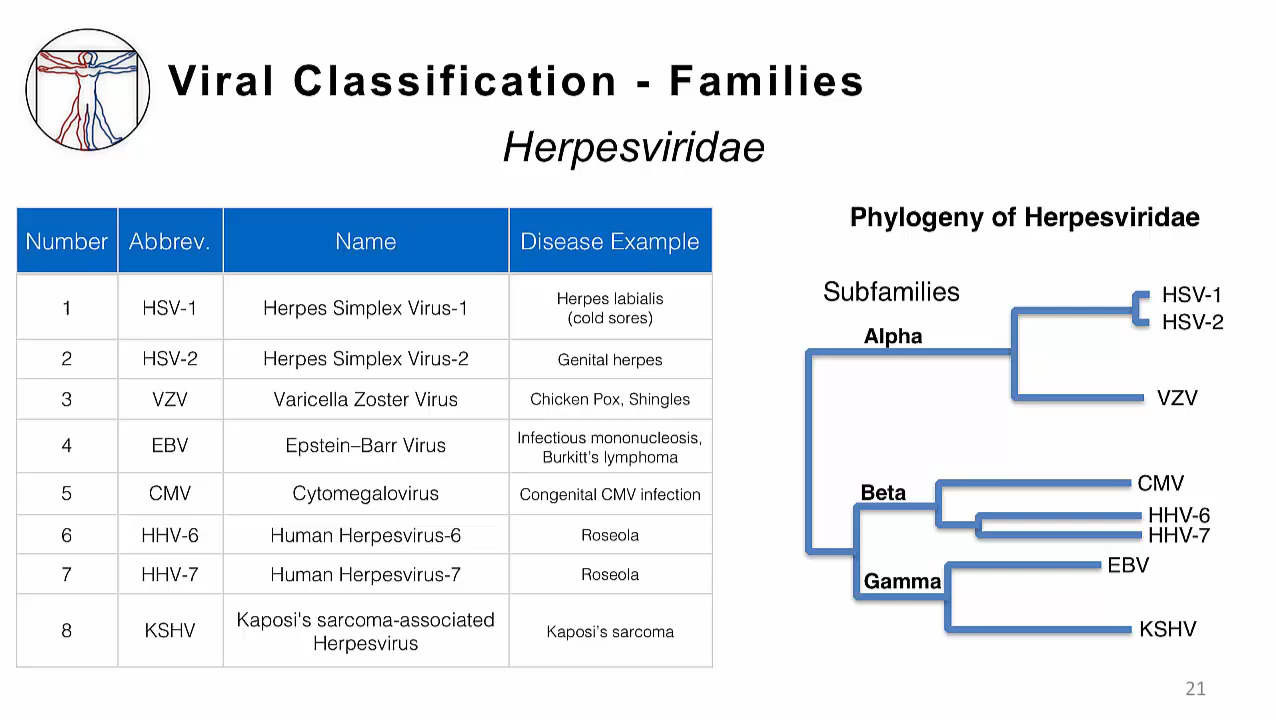 Viral Classification - Families
Herpesviridae
Number Abbrev. Name Disease Example
1 HSV-1 Herpes Simplex Virus-1 Herpes labialis
(cold sores)
2 HSV-2 Herpes Simplex Virus-2 Genital herpes
3 VZV Varicella Zoster Virus Chicken Pox, Shingles
4 EBV Epstein–Barr Virus Infectious mononucleosis,
Burkitt's lymphoma
5 CMV Cytomegalovirus Congenital CMV infection
6 HHV-6 Human Herpesvirus-6 Roseola
7 HHV-7 Human Herpesvirus-7 Roseola
8 KSHV Kaposi's sarcoma-associated
Herpesvirus Kaposi's sarcoma
Phylogeny of Herpesviridae
Subfamilies
HSV-1
HSV-2
Alpha
VZV
CMV
Beta
HHV-6
HHV-7
EBV
Gamma
KSHV
21